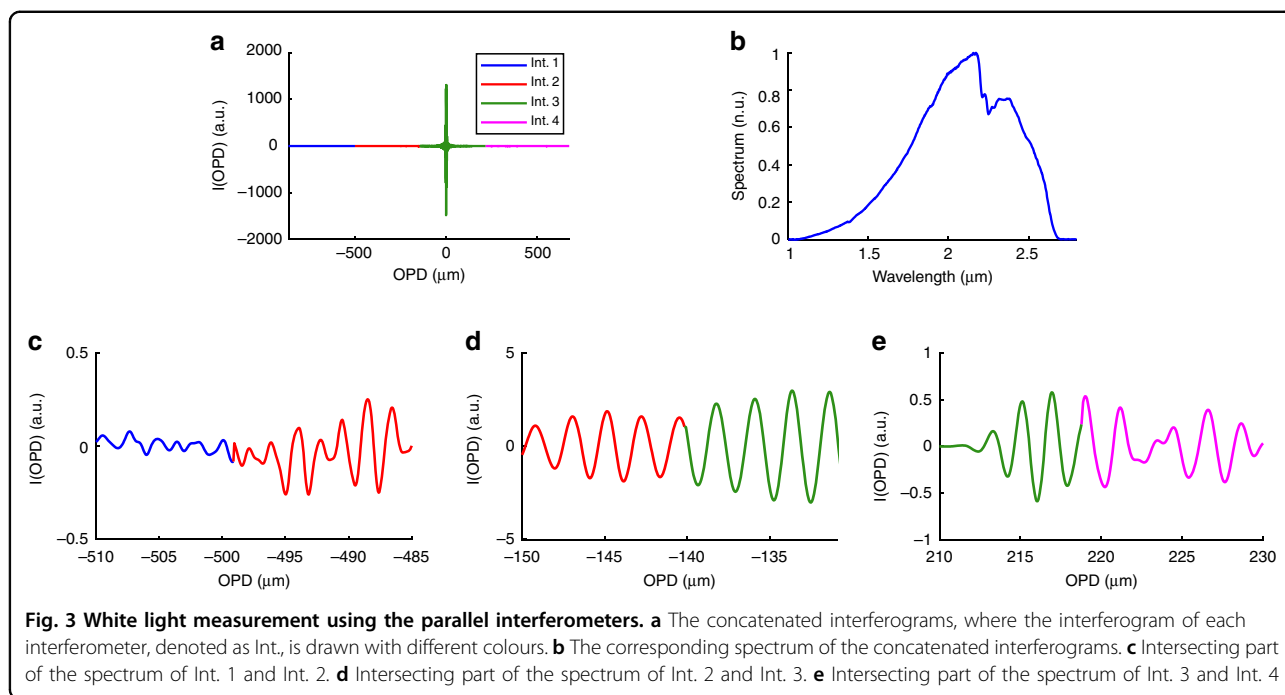 a
2000
1000
0
−1000
−2000
I(OPD) (a.u.)
−500
0
500
OPD (μm)
Int. 1
Int. 2
Int. 3
Int. 4
b
1
0.8
0.6
0.4
0.2
0
Spectrum (n.u.)
1
1.5
2
2.5
Wavelength (μm)
c
0.5
0
−0.5
I(OPD) (a.u.)
−510
−505
−500
−495
−490
−485
OPD (μm)
d
5
0
−5
I(OPD) (a.u.)
−150
−145
−140
−135
OPD (μm)
e
1
0.5
0
−0.5
−1
I(OPD) (a.u.)
210
215
220
225
230
OPD (μm)
Fig. 3 White light measurement using the parallel interferometers. a The concatenated interferograms, where the interferogram of each
interferometer, denoted as Int., is drawn with different colours. b The corresponding spectrum of the concatenated interferograms. c Intersecting part
of the spectrum of Int. 1 and Int. 2. d Intersecting part of the spectrum of Int. 2 and Int. 3. e Intersecting part of the spectrum of Int. 3 and Int. 4